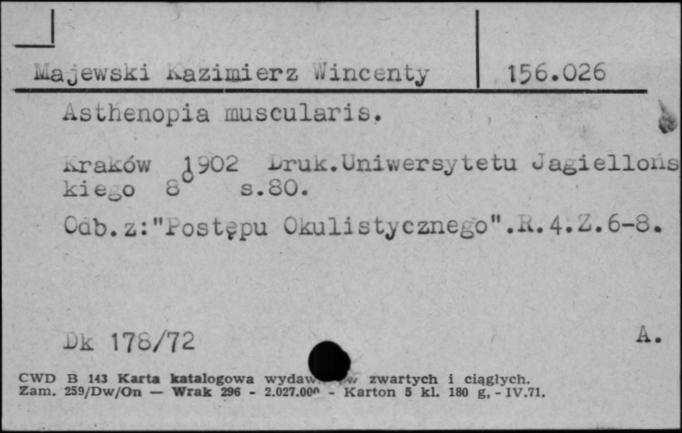 Majewski Kazimierz Wincenty 156.026
Asthenopia muscularis.
Kraków 1902 Druk.Uniwersytetu Jagiellońs
kiego 8° s.80.
Odb.z:"Postępu Okulistycznego".R.4.Z.6-8.
Dk 178/72 A.
CWD B 143 Karta katalogowa zwartych i ciągłych.
Zam. 259/Dw/On — Wrak 296 - 2.027.000 - Karton 5 kl. 180 g, - IV.71.